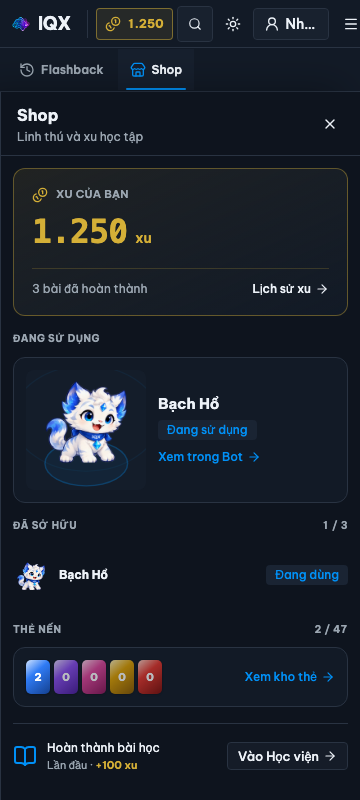 IQX
1.250
Nh...
Flashback
Shop
Shop
Linh thú và xu học tập
XU CỦA BẠN
1.250 xu
3 bài đã hoàn thành
Lịch sử xu →
ĐANG SỬ DỤNG
Bạch Hổ
Đang sử dụng
Xem trong Bot →
ĐÃ SỞ HỮU
1 / 3
Bạch Hổ
Đang dùng
THẺ NẾN
2 / 47
2 0 0 0 0
Xem kho thẻ →
Hoàn thành bài học
Lần đầu · +100 xu
Vào Học viện →